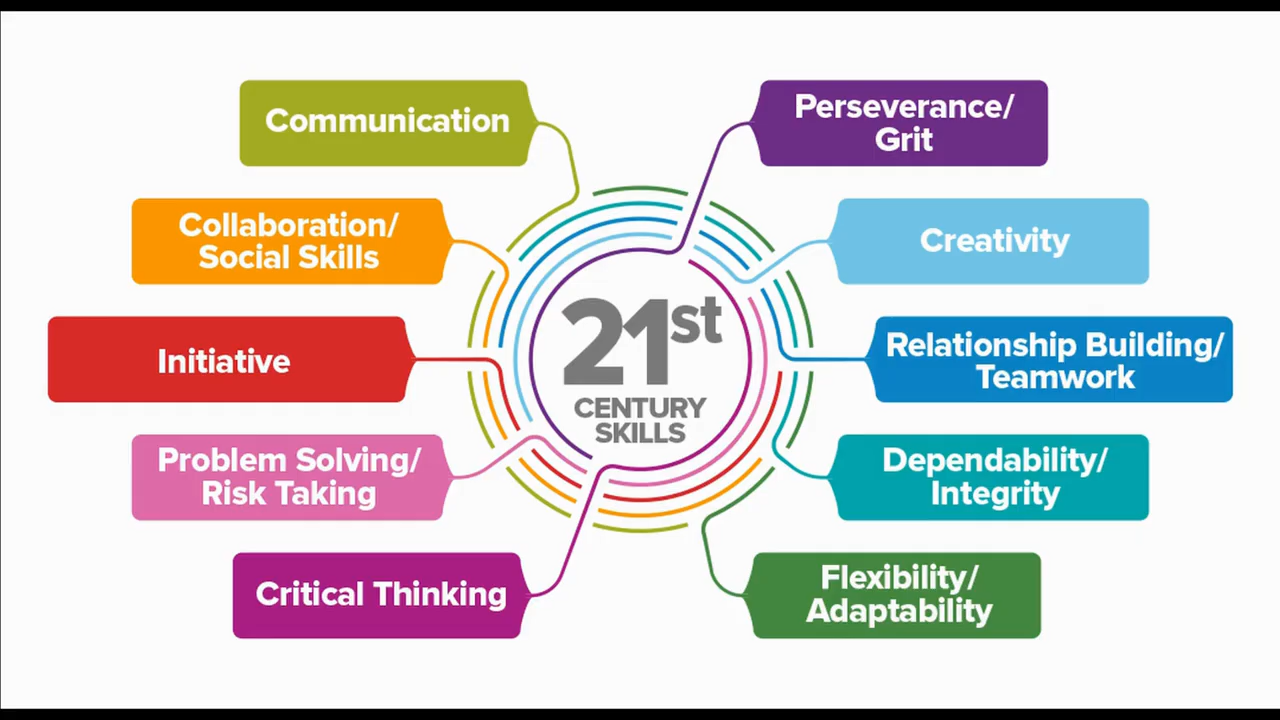 Communication
Collaboration/
Social Skills
Initiative
Problem Solving/
Risk Taking
Critical Thinking
21st
CENTURY
SKILLS
Perseverance/
Grit
Creativity
Relationship Building/
Teamwork
Dependability/
Integrity
Flexibility/
Adaptability